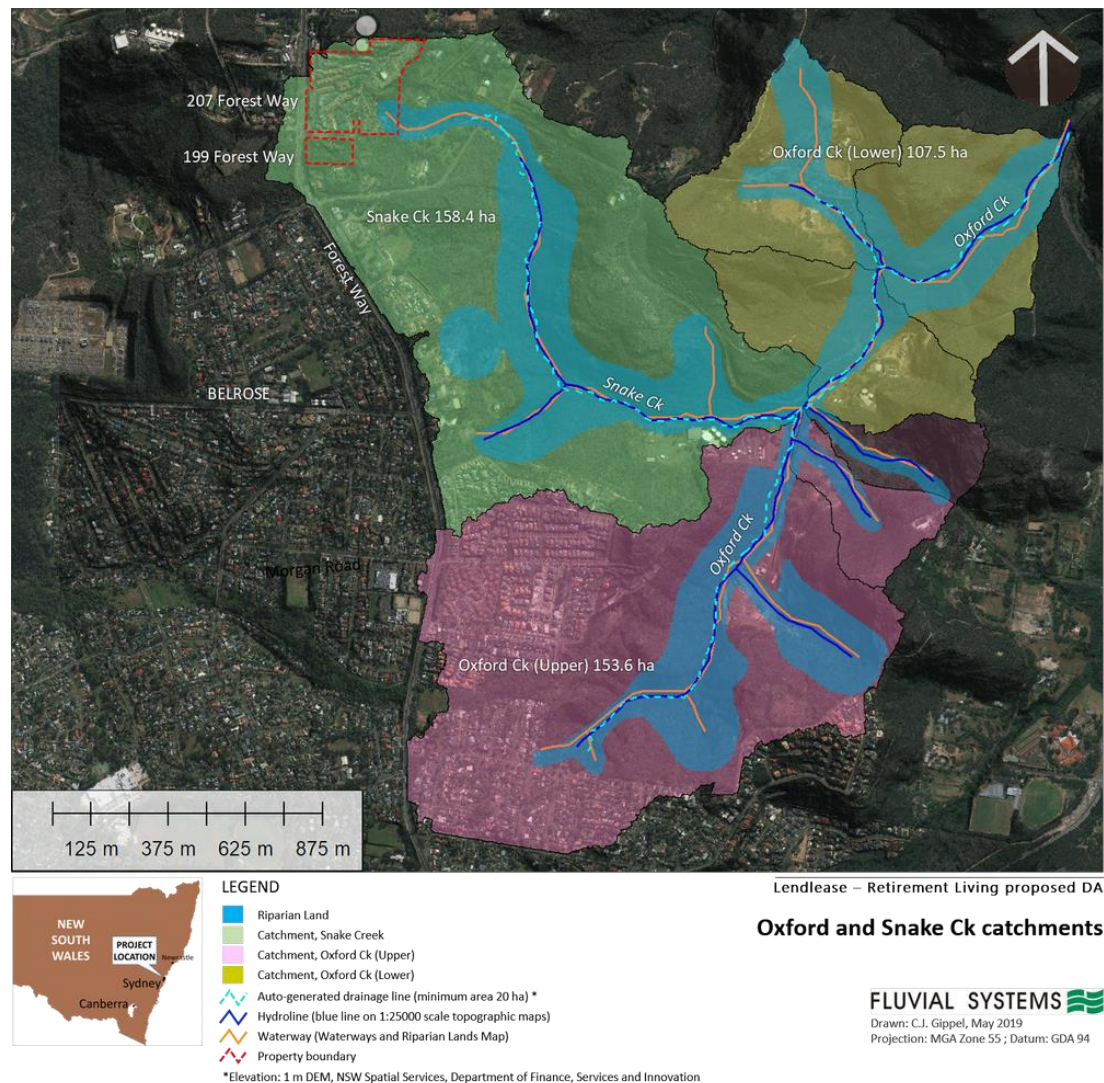 207 Forest Way
199 Forest Way
Oxford Ck (Lower) 107.5 ha
Oxford Ck
Snake Ck 158.4 ha
Forest Way
BELROSE
Snake Ck
Oxford Ck
Morgan Road
Oxford Ck (Upper) 153.6 ha
125 m 375 m 625 m 875 m
NEW
SOUTH
WALES
PROJECT
LOCATION
Newcastle
Sydney
Canberra
LEGEND
Riparian Land
Catchment, Snake Creek
Catchment, Oxford Ck (Upper)
Catchment, Oxford Ck (Lower)
Auto-generated drainage line (minimum area 20 ha) *
Hydroline (blue line on 1:25000 scale topographic maps)
Waterway (Waterways and Riparian Lands Map)
Property boundary
*Elevation: 1 m DEM, NSW Spatial Services, Department of Finance, Services and Innovation
Lendlease – Retirement Living proposed DA
Oxford and Snake Ck catchments
FLUVIAL SYSTEMS
Drawn: C.J. Gippel, May 2019
Projection: MGA Zone 55 ; Datum: GDA 94